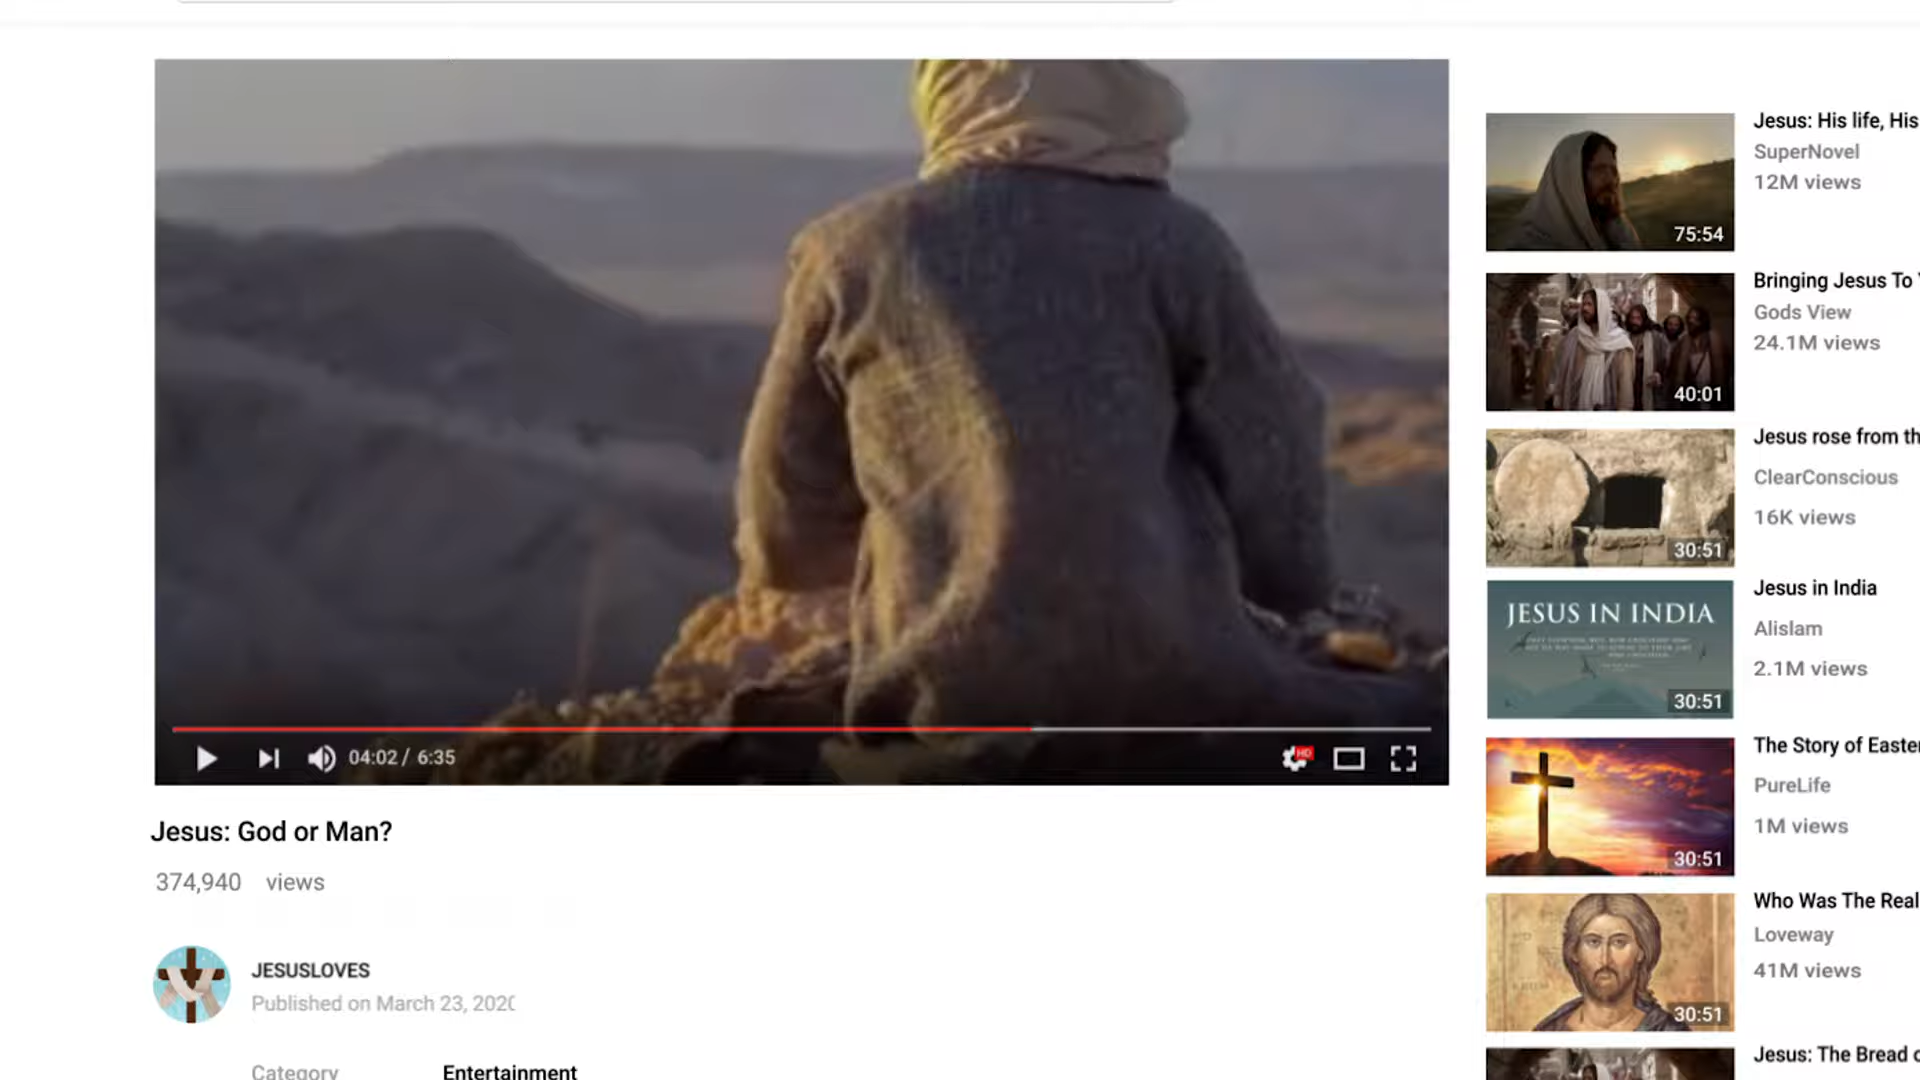 04:02 / 6:35
HD
Jesus: God or Man?
374,940 views
JESUSLOVES
Published on March 23, 2020
Category Entertainment
Jesus: His life, His
SuperNovel
12M views
75:54
Bringing Jesus To
Gods View
24.1M views
40:01
Jesus rose from th
ClearConscious
16K views
30:51
Jesus in India
Alislam
2.1M views
JESUS IN INDIA
30:51
The Story of Easter
PureLife
1M views
30:51
Who Was The Real
Loveway
41M views
30:51
Jesus: The Bread o